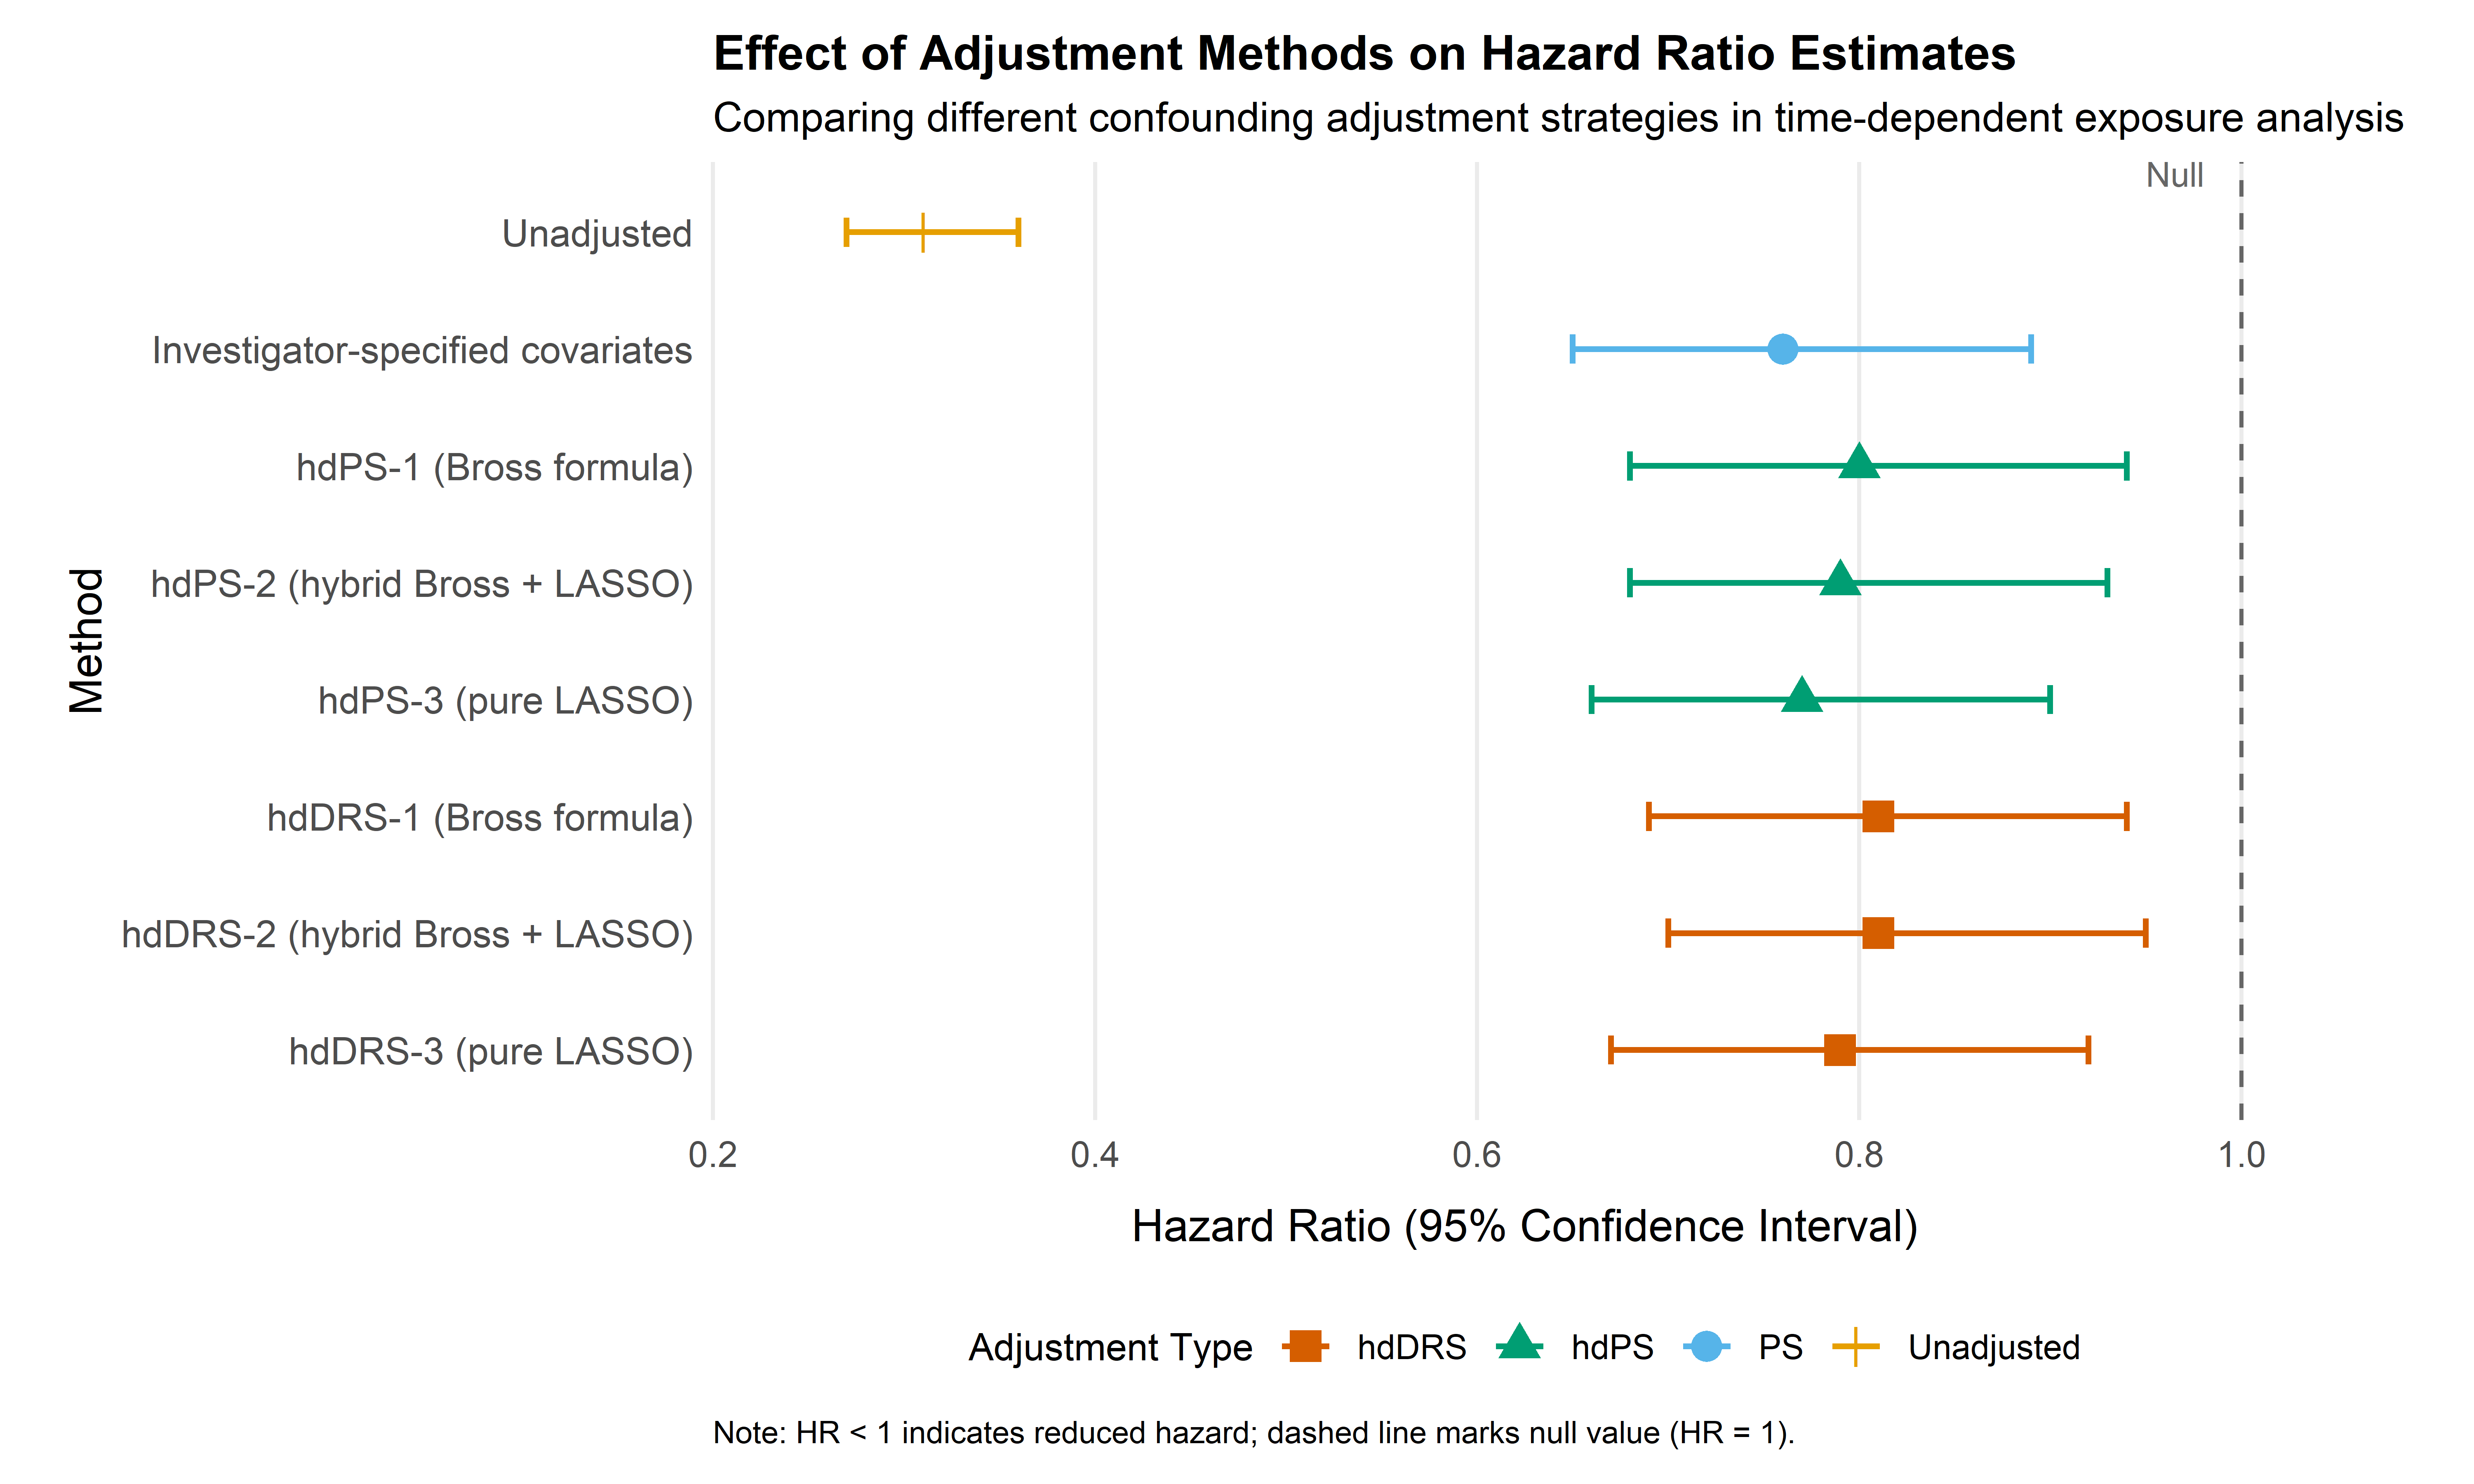 Effect of Adjustment Methods on Hazard Ratio Estimates
Comparing different confounding adjustment strategies in time-dependent exposure analysis
Null
Unadjusted
Investigator-specified covariates
hdPS-1 (Bross formula)
hdPS-2 (hybrid Bross + LASSO)
hdPS-3 (pure LASSO)
hdDRS-1 (Bross formula)
hdDRS-2 (hybrid Bross + LASSO)
hdDRS-3 (pure LASSO)
Method
0.2 0.4 0.6 0.8 1.0
Hazard Ratio (95% Confidence Interval)
Adjustment Type hdDRS hdPS PS Unadjusted
Note: HR < 1 indicates reduced hazard; dashed line marks null value (HR = 1).